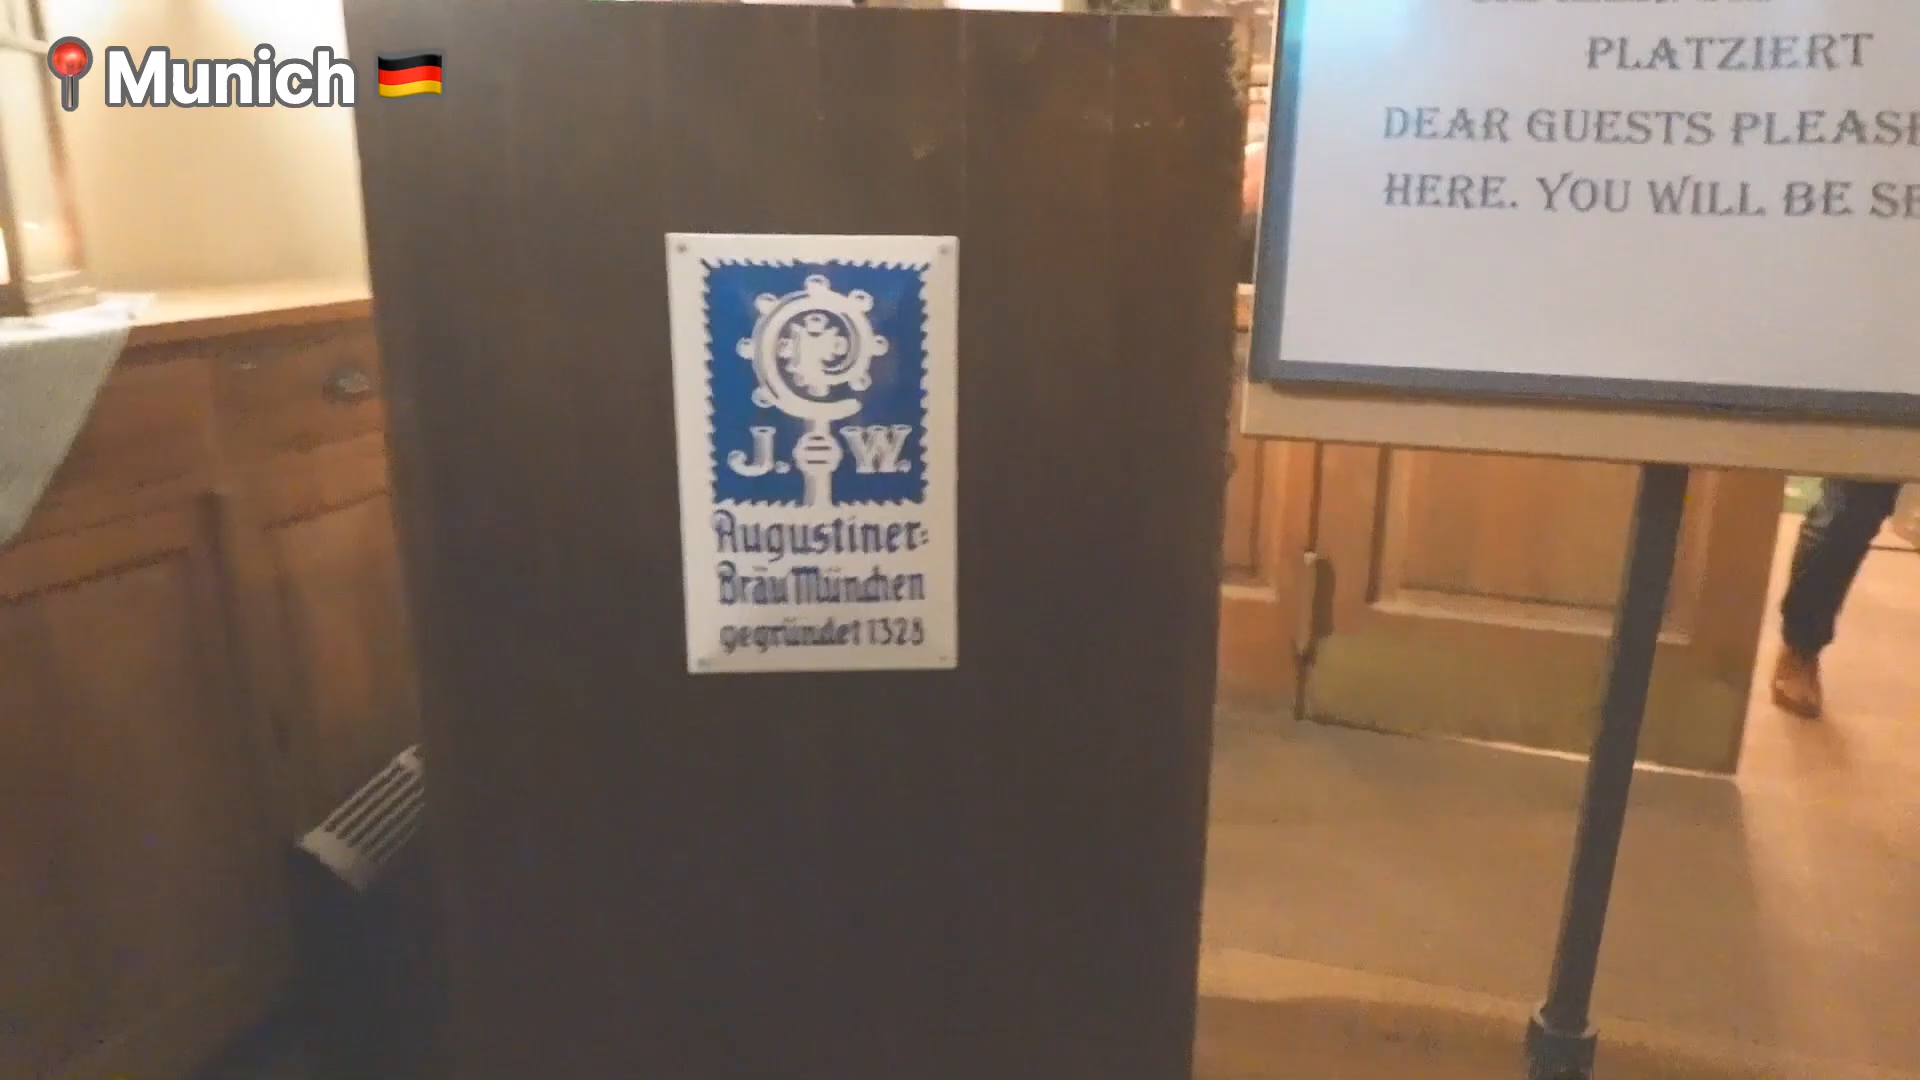 Munich
J. W.
Augustiner=
Bräu München
gegründet 1328
PLATZIERT
DEAR GUESTS PLEASE
HERE. YOU WILL BE